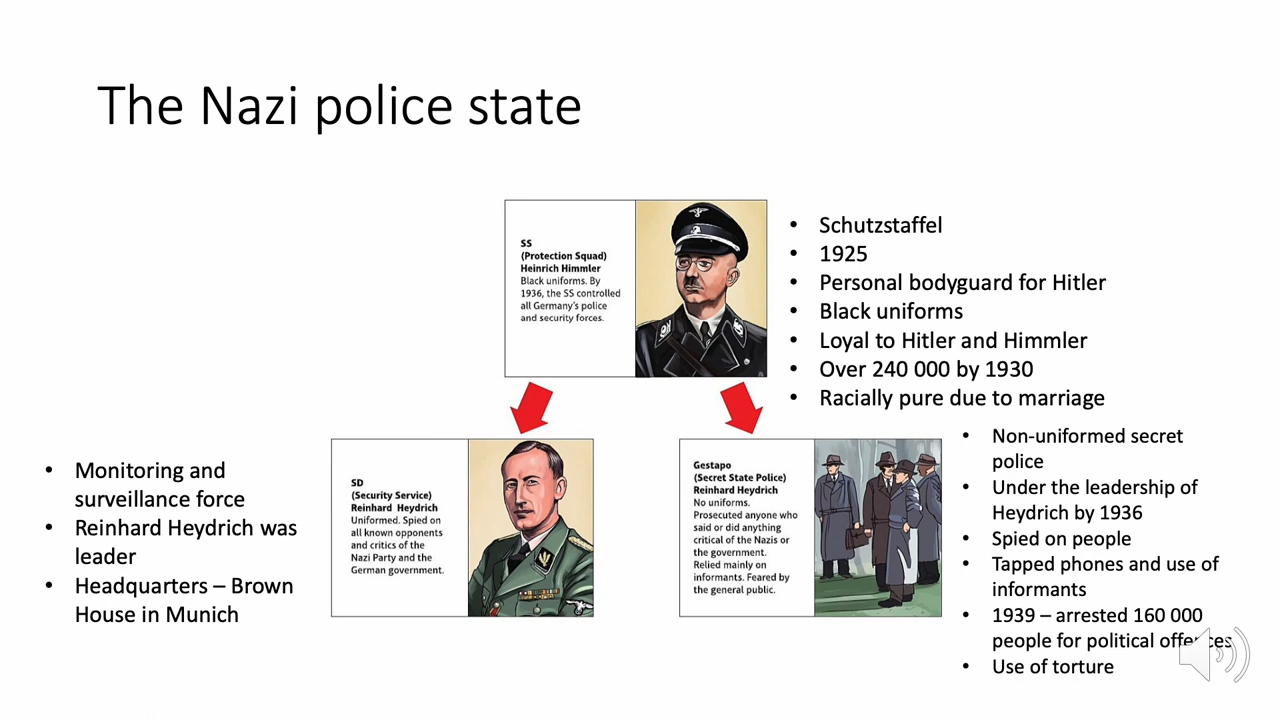 The Nazi police state
SS
(Protection Squad)
Heinrich Himmler
Black uniforms. By
1936, the SS controlled
all Germany's police
and security forces.
• Schutzstaffel
• 1925
• Personal bodyguard for Hitler
• Black uniforms
• Loyal to Hitler and Himmler
• Over 240 000 by 1930
• Racially pure due to marriage
• Monitoring and
surveillance force
• Reinhard Heydrich was
leader
• Headquarters – Brown
House in Munich
SD
(Security Service)
Reinhard Heydrich
Uniformed. Spied on
all known opponents
and critics of the
Nazi Party and the
German government.
Gestapo
(Secret State Police)
Reinhard Heydrich
No uniforms.
Prosecuted anyone who
said or did anything
critical of the Nazis or
the government.
Relied mainly on
informants. Feared by
the general public.
• Non-uniformed secret
police
• Under the leadership of
Heydrich by 1936
• Spied on people
• Tapped phones and use of
informants
• 1939 – arrested 160 000
people for political offences
• Use of torture